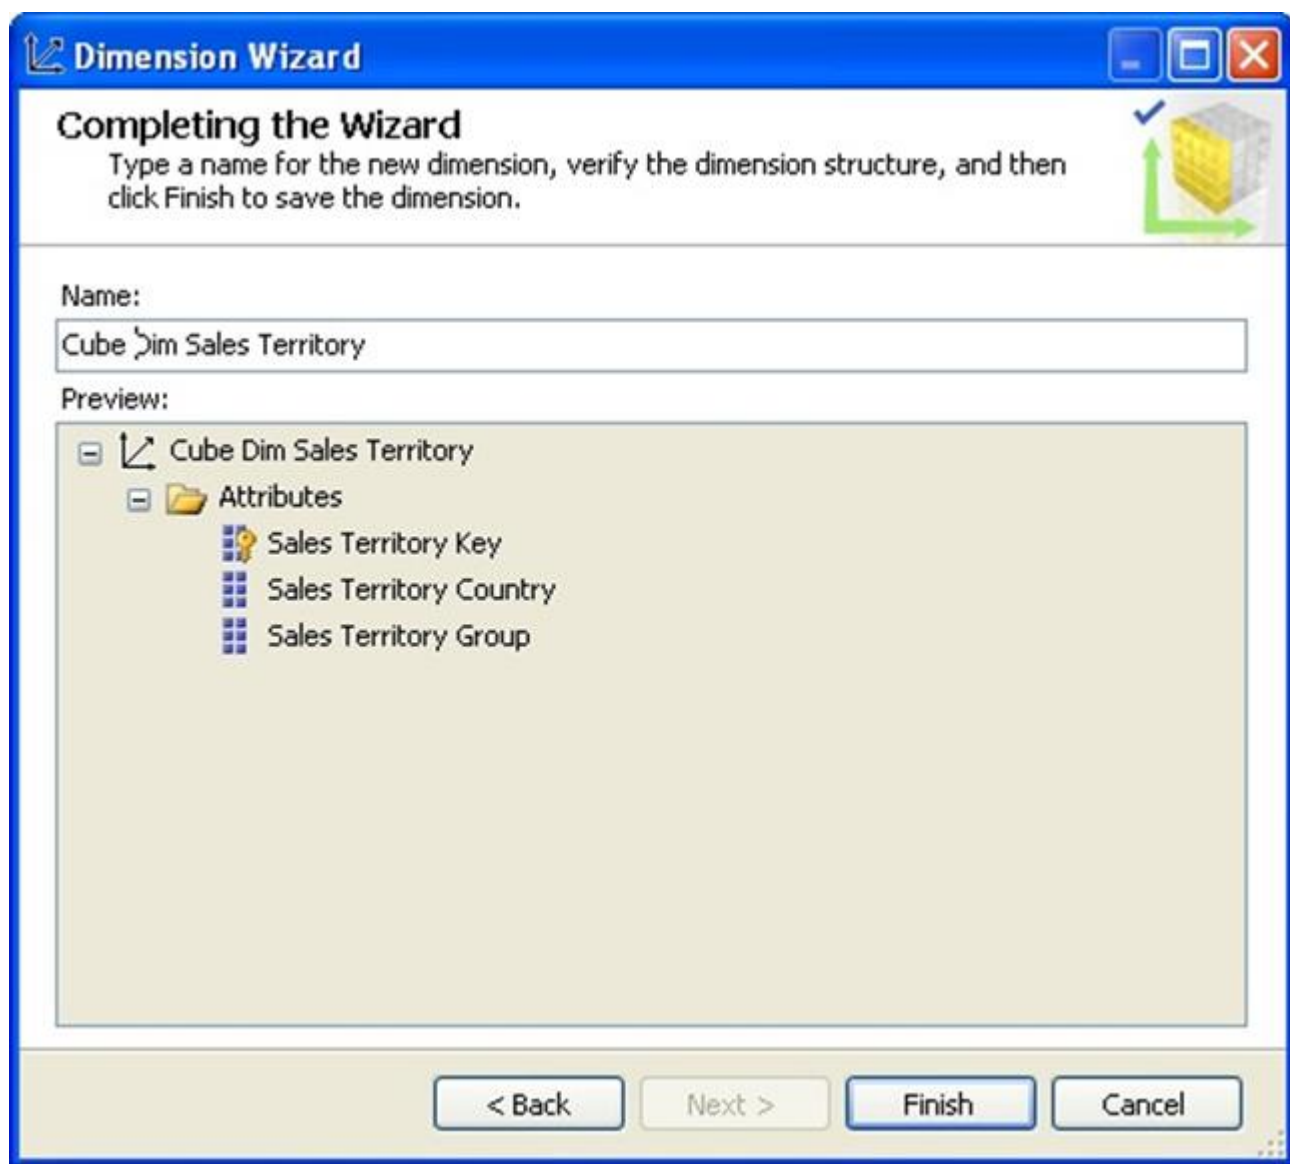 Dimension Wizard
Completing the Wizard
Type a name for the new dimension, verify the dimension structure, and then
click Finish to save the dimension.
Name:
Cube Dim Sales Territory
Preview:
Cube Dim Sales Territory
Attributes
Sales Territory Key
Sales Territory Country
Sales Territory Group
< Back Next > Finish Cancel